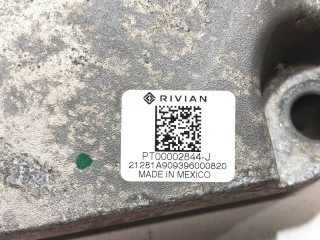 RIVIAN
PT00002844-J
21281A909396000820
MADE IN MEXICO